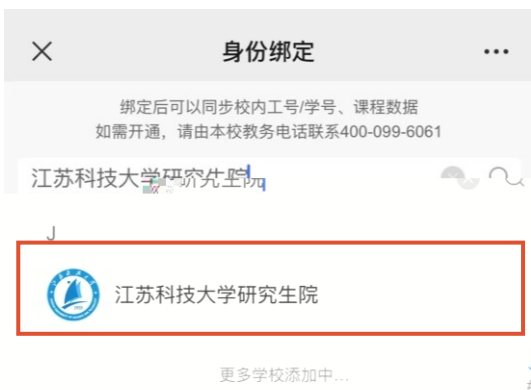 身份绑定
绑定后可以同步校内工号/学号、课程数据
如需开通，请由本校教务电话联系400-099-6061
江苏科技大学研究生院
J
江苏科技大学研究生院
更多学校添加中...